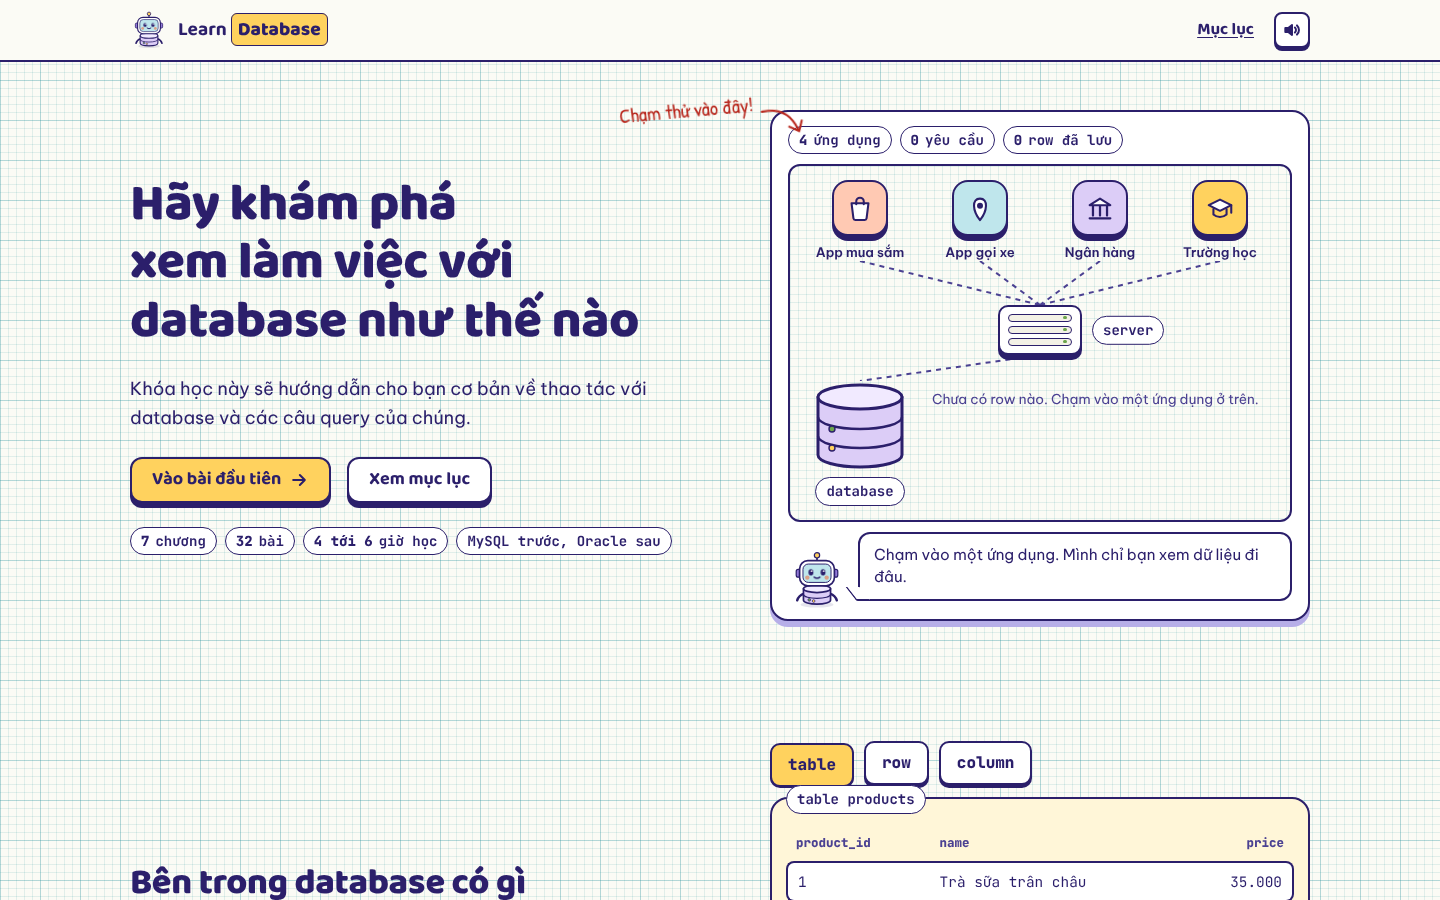 Learn Database
Mục lục
Chạm thử vào đây!
4 ứng dụng
0 yêu cầu
0 row đã lưu
Hãy khám phá
xem làm việc với
database như thế nào
Khóa học này sẽ hướng dẫn cho bạn cơ bản về thao tác với
database và các câu query của chúng.
Vào bài đầu tiên →
Xem mục lục
7 chương
32 bài
4 tới 6 giờ học
MySQL trước, Oracle sau
App mua sắm
App gọi xe
Ngân hàng
Trường học
server
Chưa có row nào. Chạm vào một ứng dụng ở trên.
database
Chạm vào một ứng dụng. Mình chỉ bạn xem dữ liệu đi
đâu.
table
row
column
table products
product_id name price
1 Trà sữa trân châu 35.000
Bên trong database có gì